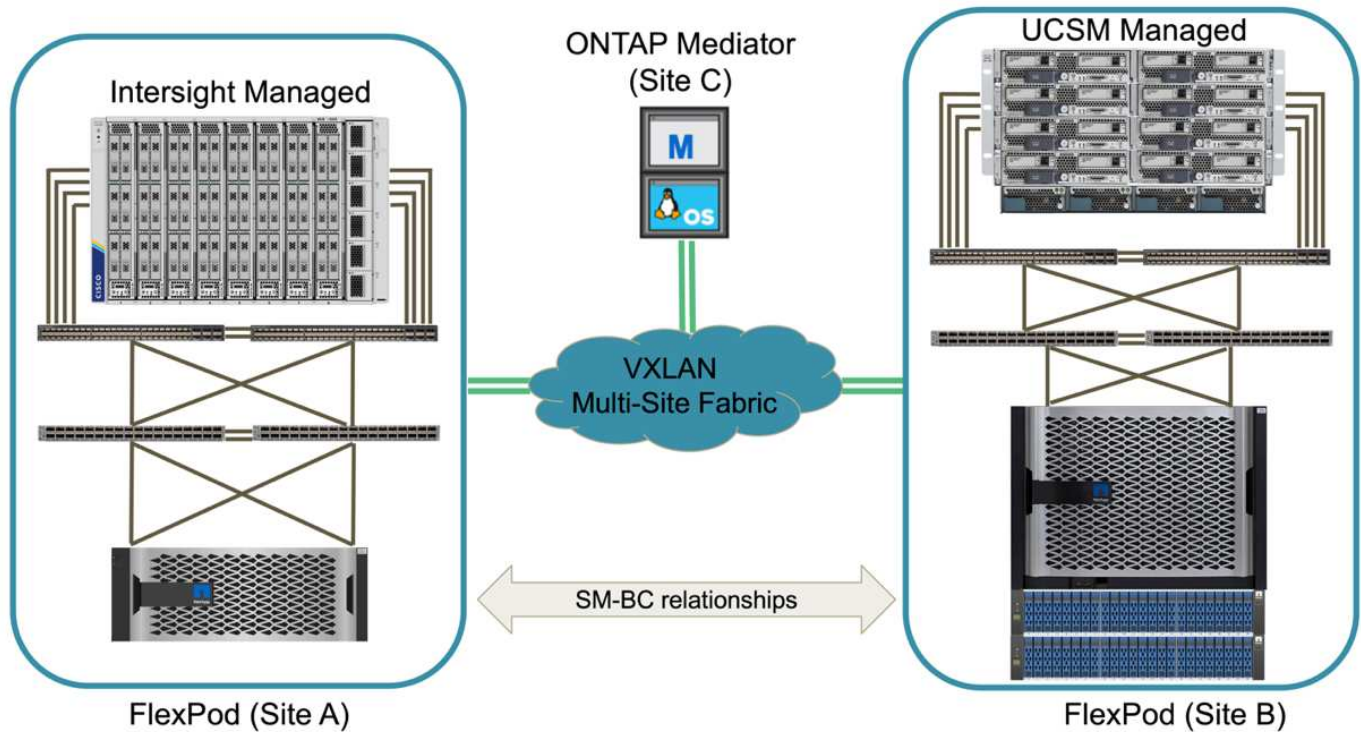 Intersight Managed
ONTAP Mediator
(Site C)
UCSM Managed
M
OS
CISCO
VXLAN
Multi-Site Fabric
SM-BC relationships
FlexPod (Site A)
FlexPod (Site B)